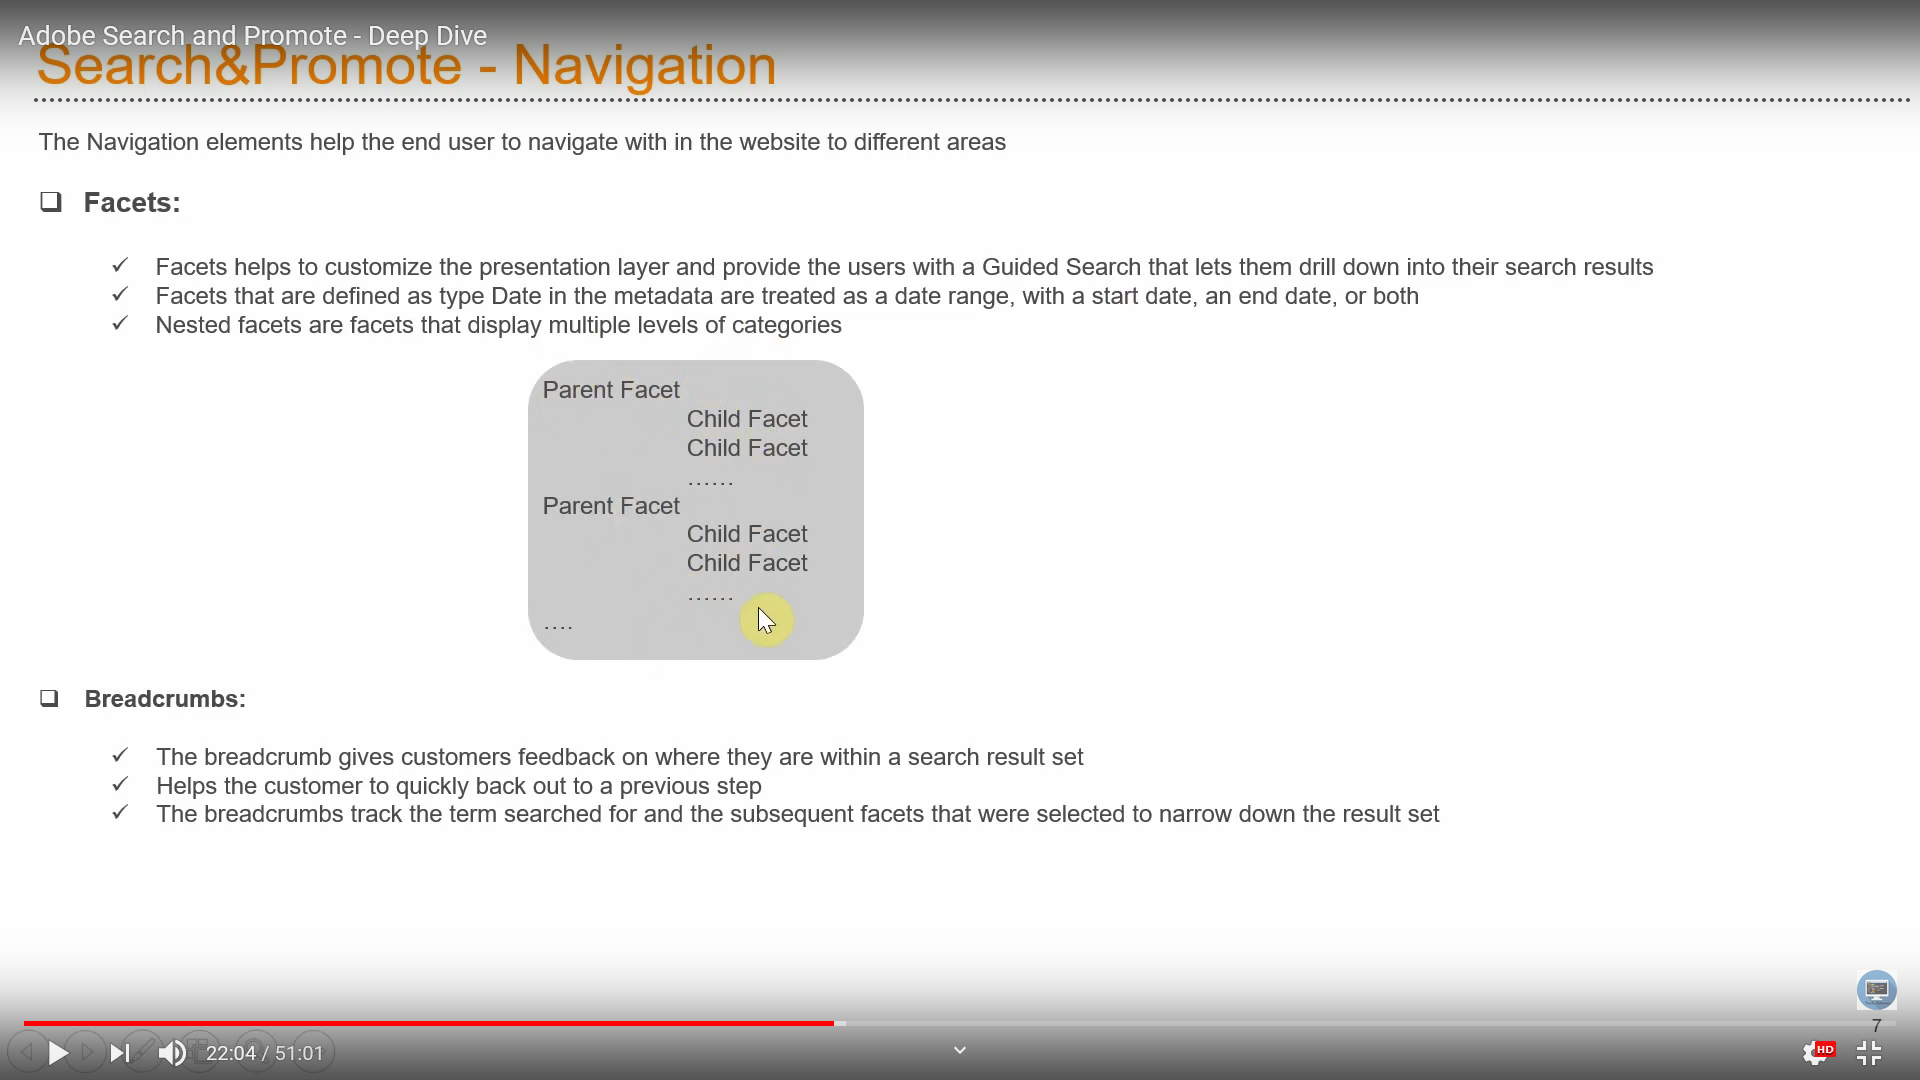 Adobe Search and Promote - Deep Dive
Search&Promote - Navigation
The Navigation elements help the end user to navigate with in the website to different areas
Facets:
Facets helps to customize the presentation layer and provide the users with a Guided Search that lets them drill down into their search results
Facets that are defined as type Date in the metadata are treated as a date range, with a start date, an end date, or both
Nested facets are facets that display multiple levels of categories
Parent Facet
Child Facet
Child Facet
......
Parent Facet
Child Facet
Child Facet
......
....
Breadcrumbs:
The breadcrumb gives customers feedback on where they are within a search result set
Helps the customer to quickly back out to a previous step
The breadcrumbs track the term searched for and the subsequent facets that were selected to narrow down the result set
7
22:04 / 51:01
HD